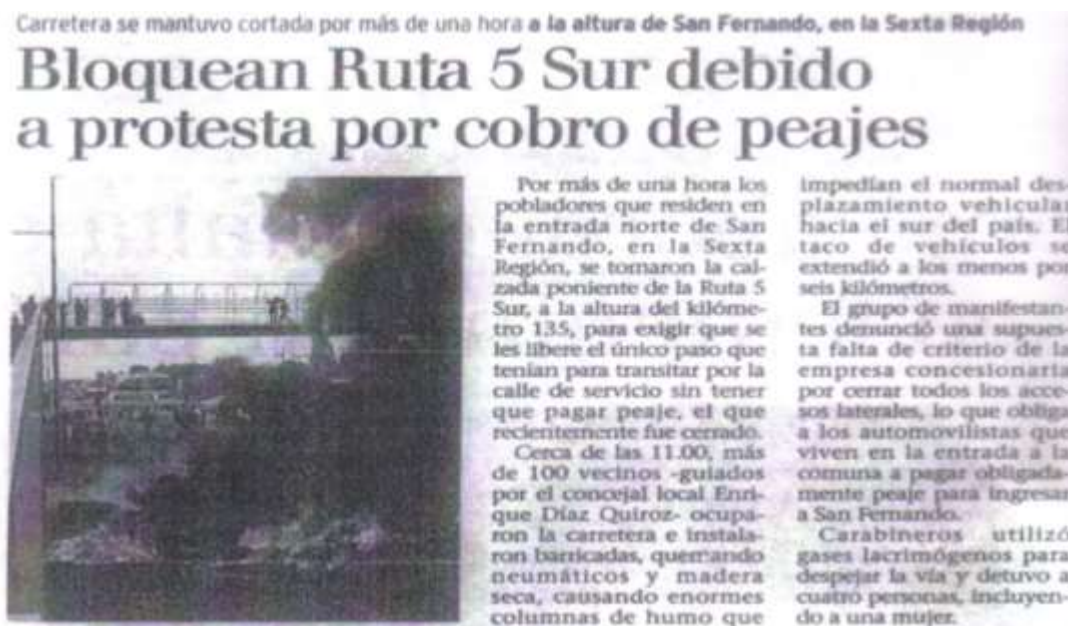 Carretera se mantuvo cortada por más de una hora a la altura de San Fernando, en la Sexta Región
Bloquean Ruta 5 Sur debido
a protesta por cobro de peajes
Por más de una hora los
pobladores que residen en
la entrada norte de San
Fernando, en la Sexta
Región, se tomaron la cal-
zada poniente de la Ruta 5
Sur, a la altura del kilóme-
tro 135, para exigir que se
les libere el único paso que
tenían para transitar por la
calle de servicio sin tener
que pagar peaje, el que
recientemente fue cerrado.
Cerca de las 11.00, más
de 100 vecinos -guiados
por el concejal local Enri-
que Díaz Quiroz- ocupa-
ron la carretera e instala-
ron barricadas, quemando
neumáticos y madera
seca, causando enormes
columnas de humo que
impedían el normal des-
plazamiento vehicular
hacia el sur del país. El
taco de vehículos se
extendió a los menos por
seis kilómetros.
El grupo de manifestan-
tes denunció una supues-
ta falta de criterio de la
empresa concesionaria
por cerrar todos los acce-
sos laterales, lo que obliga
a los automovilistas que
viven en la entrada a la
comuna a pagar obligada-
mente peaje para ingresar
a San Fernando.
Carabineros utilizó
gases lacrimógenos para
despejar la vía y detuvo a
cuatro personas, incluyen-
do a una mujer.